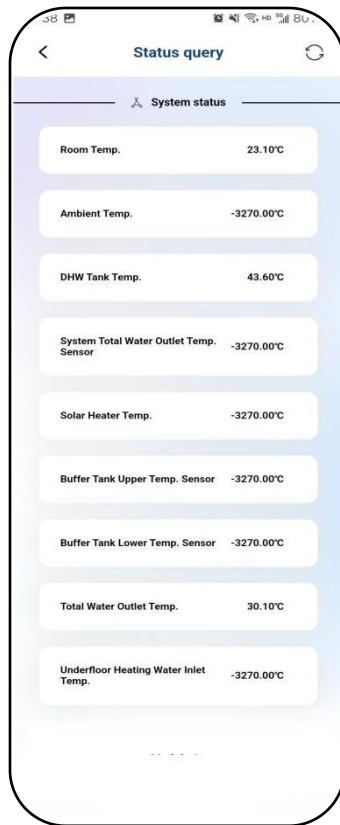 38
HD 5G
Status query
System status
Room Temp. 23.10℃
Ambient Temp. -3270.00℃
DHW Tank Temp. 43.60℃
System Total Water Outlet Temp.
Sensor -3270.00℃
Solar Heater Temp. -3270.00℃
Buffer Tank Upper Temp. Sensor -3270.00℃
Buffer Tank Lower Temp. Sensor -3270.00℃
Total Water Outlet Temp. 30.10℃
Underfloor Heating Water Inlet
Temp. -3270.00℃